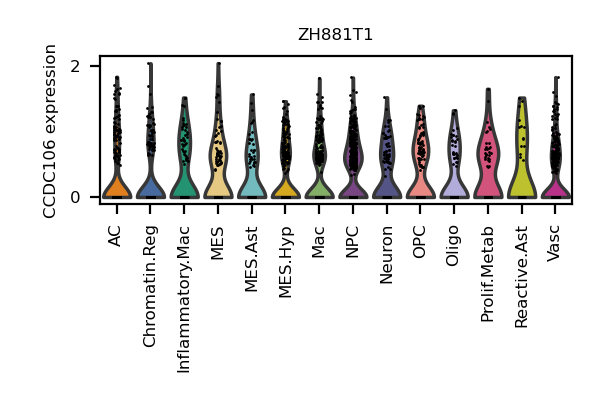 ZH881T1
CCDC106 expression
2
0
AC
Chromatin.Reg
Inflammatory.Mac
MES
MES.Ast
MES.Hyp
Mac
NPC
Neuron
OPC
Oligo
Prolif.Metab
Reactive.Ast
Vasc